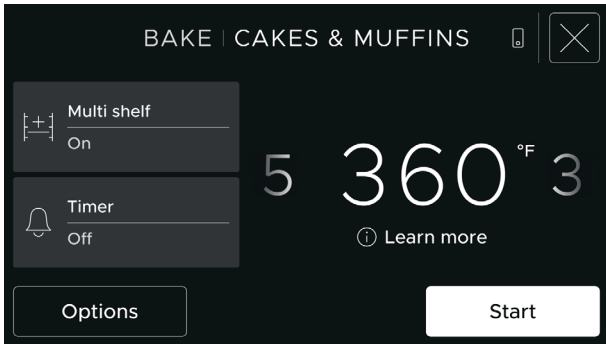 BAKE | CAKES & MUFFINS
Multi shelf
On
5 360 °F 3
Timer
Off
Learn more
Options
Start